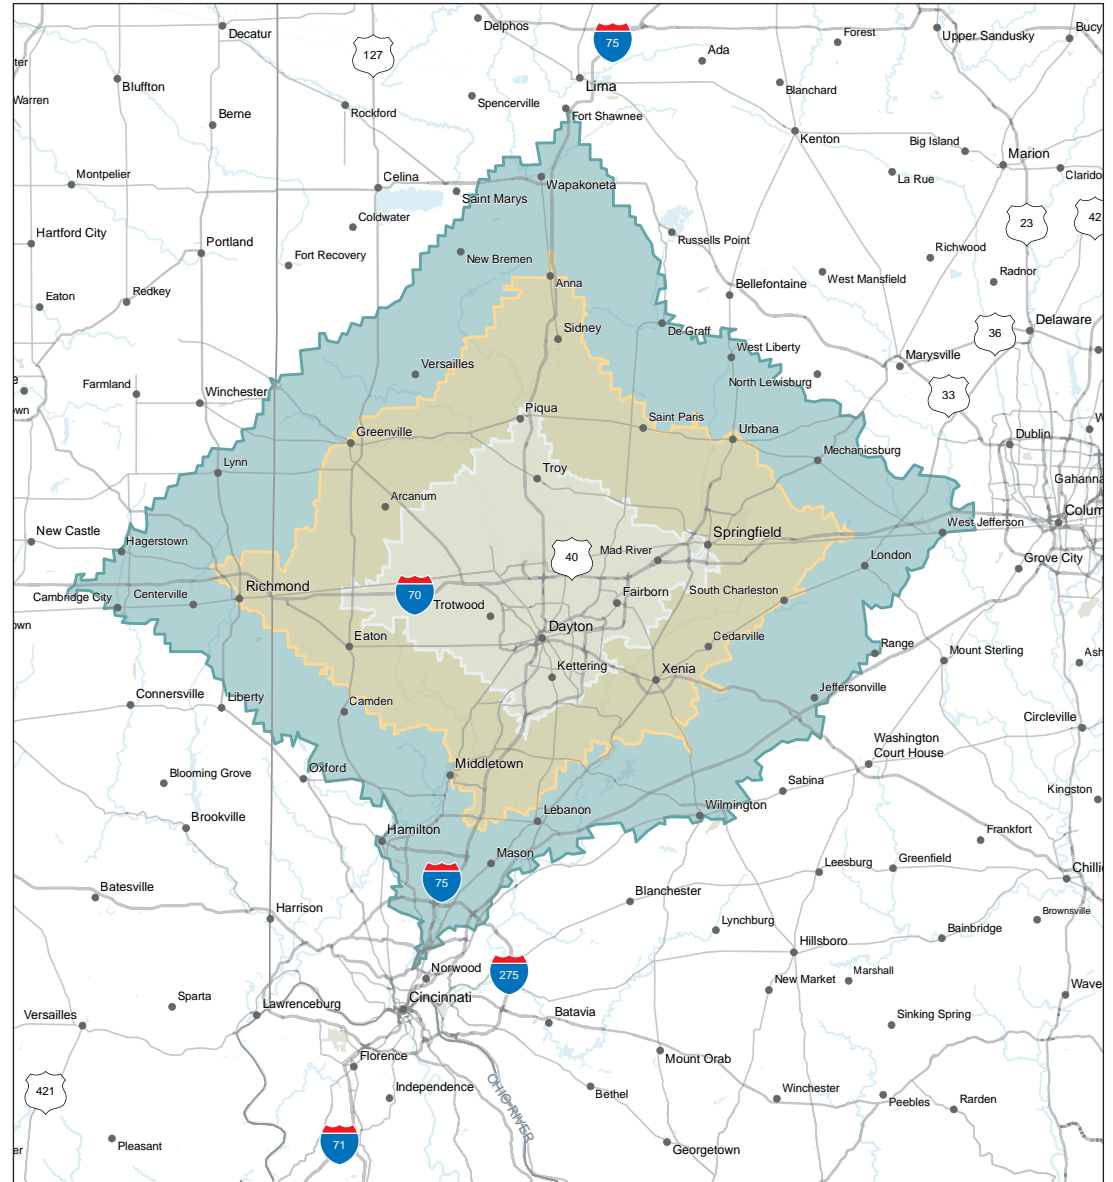 Decatur
Delphos
75
Forest
Upper Sandusky
Bucy
127
Ada
ter
Bluffton
Lima
Blanchard
Warren
Spencerville
Rockford
Berne
Fort Shawnee
Kenton
Big Island
Marion
Montpelier
Celina
Wapakoneta
La Rue
Clarido
Saint Marys
Coldwater
23
42
Hartford City
Portland
Russells Point
Richwood
Fort Recovery
New Bremen
Radnor
West Mansfield
Eaton
Redkey
Anna
Bellefontaine
Sidney
De Graff
36
Delaware
West Liberty
Marysville
Versailles
e
Farmland
Winchester
North Lewisburg
33
own
Piqua
Saint Paris
W
Greenville
Urbana
Dublin
Lynn
Troy
Mechanicsburg
Gahanna
Arcanum
Colum
New Castle
Springfield
West Jefferson
Hagerstown
40
Mad River
London
Grove City
Richmond
70
Fairborn
South Charleston
Cambridge City
Centerville
Trotwood
own
Dayton
Eaton
Cedarville
Range
Mount Sterling
Ash
Kettering
Xenia
Connersville
Liberty
Camden
Jeffersonville
Circleville
Washington
Court House
Blooming Grove
Oxford
Middletown
Sabina
Kingston
Brookville
Lebanon
Wilmington
Hamilton
Frankfort
Mason
Leesburg
Greenfield
Chilli
75
Batesville
Blanchester
Harrison
Lynchburg
Brownsville
Bainbridge
Hillsboro
Norwood
275
New Market
Marshall
Wave
Sparta
Lawrenceburg
Cincinnati
Versailles
Batavia
Sinking Spring
Florence
Mount Orab
421
Independence
OHIO RIVER
Bethel
Winchester
Peebles
Rarden
71
Pleasant
er
Georgetown